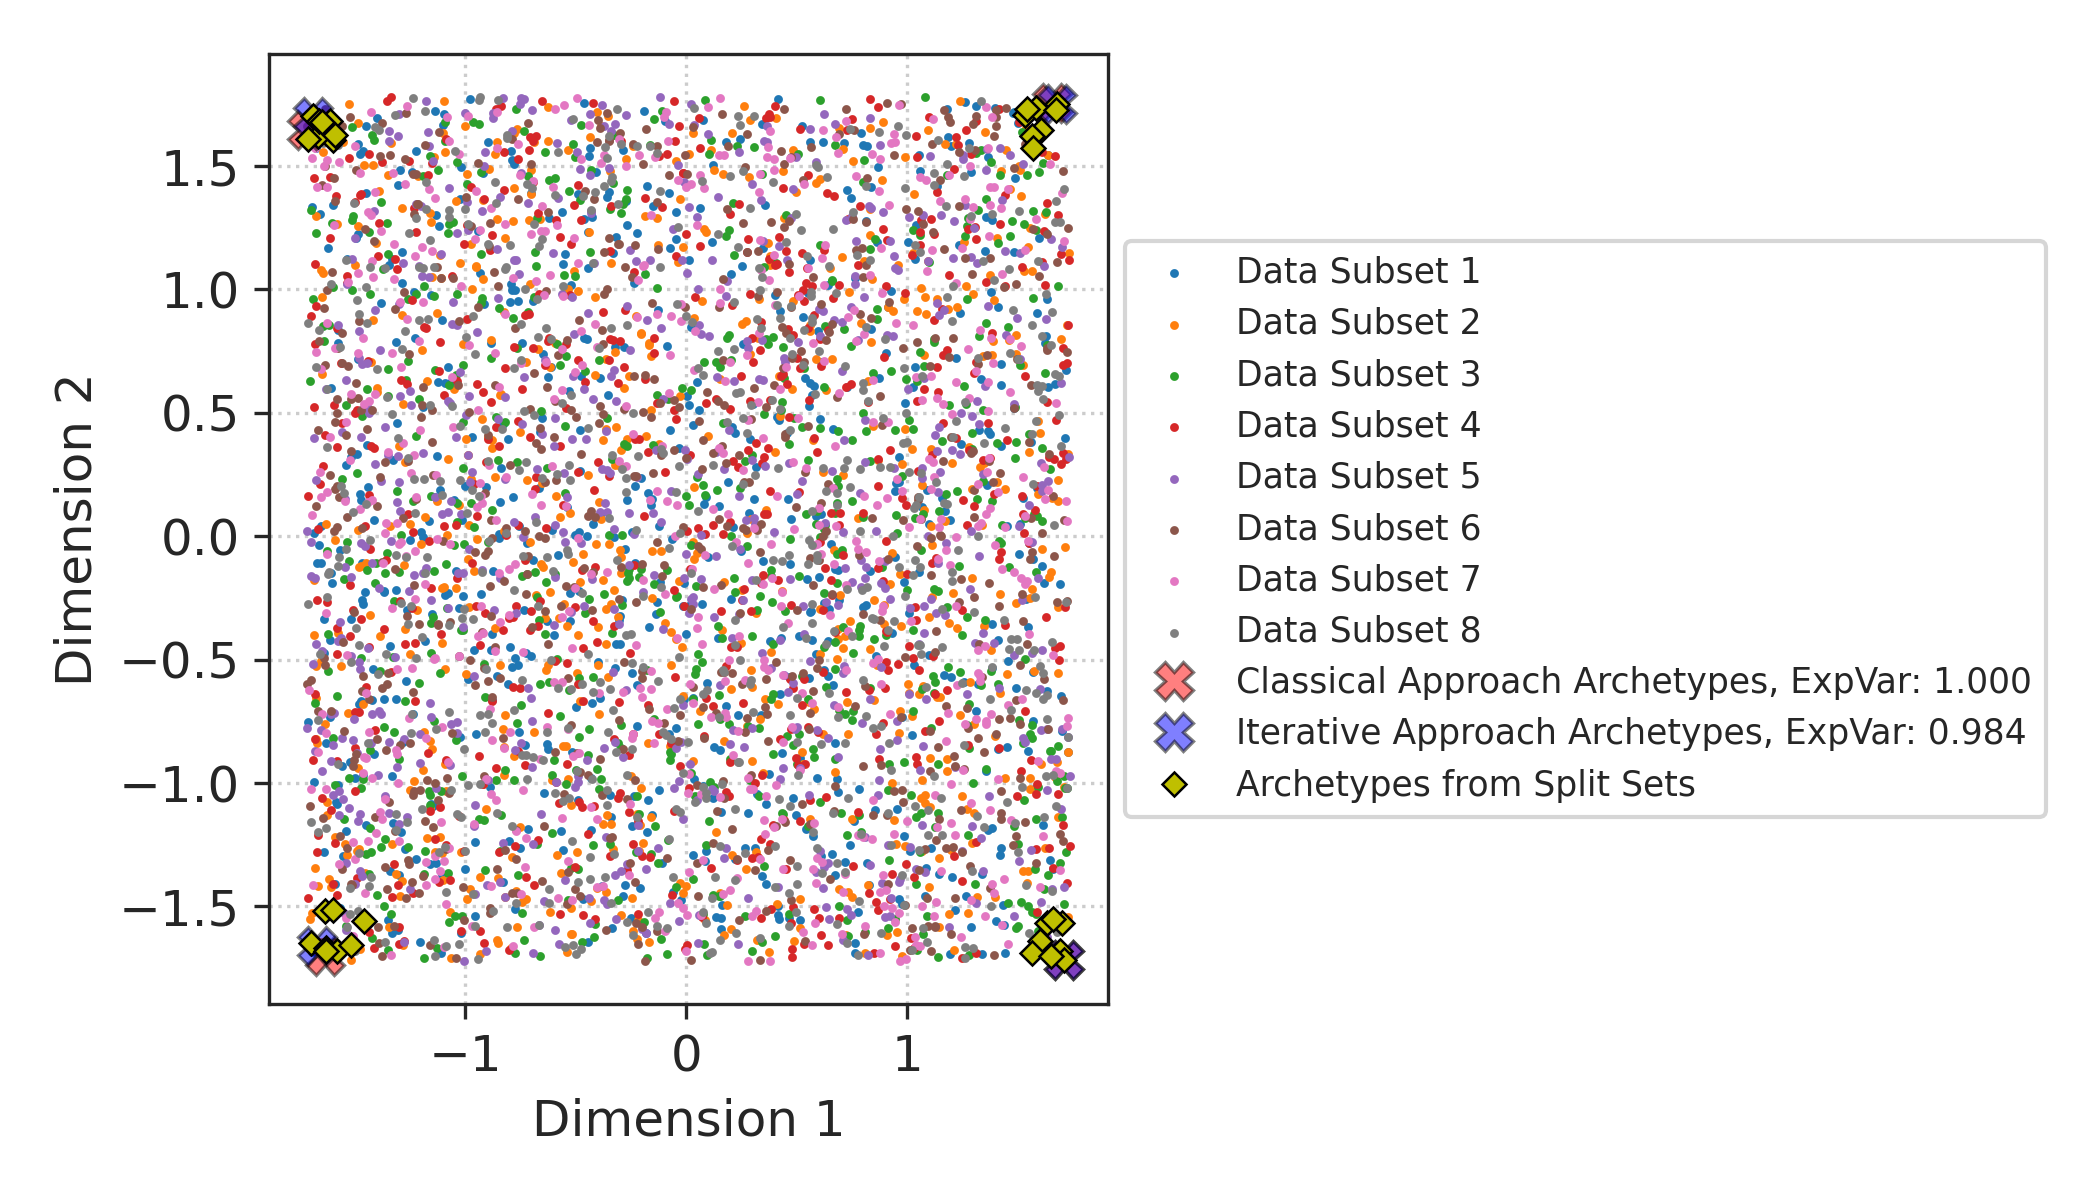 Dimension 2
1.5
1.0
0.5
0.0
−0.5
−1.0
−1.5
−1
0
1
Dimension 1
Data Subset 1
Data Subset 2
Data Subset 3
Data Subset 4
Data Subset 5
Data Subset 6
Data Subset 7
Data Subset 8
Classical Approach Archetypes, ExpVar: 1.000
Iterative Approach Archetypes, ExpVar: 0.984
Archetypes from Split Sets